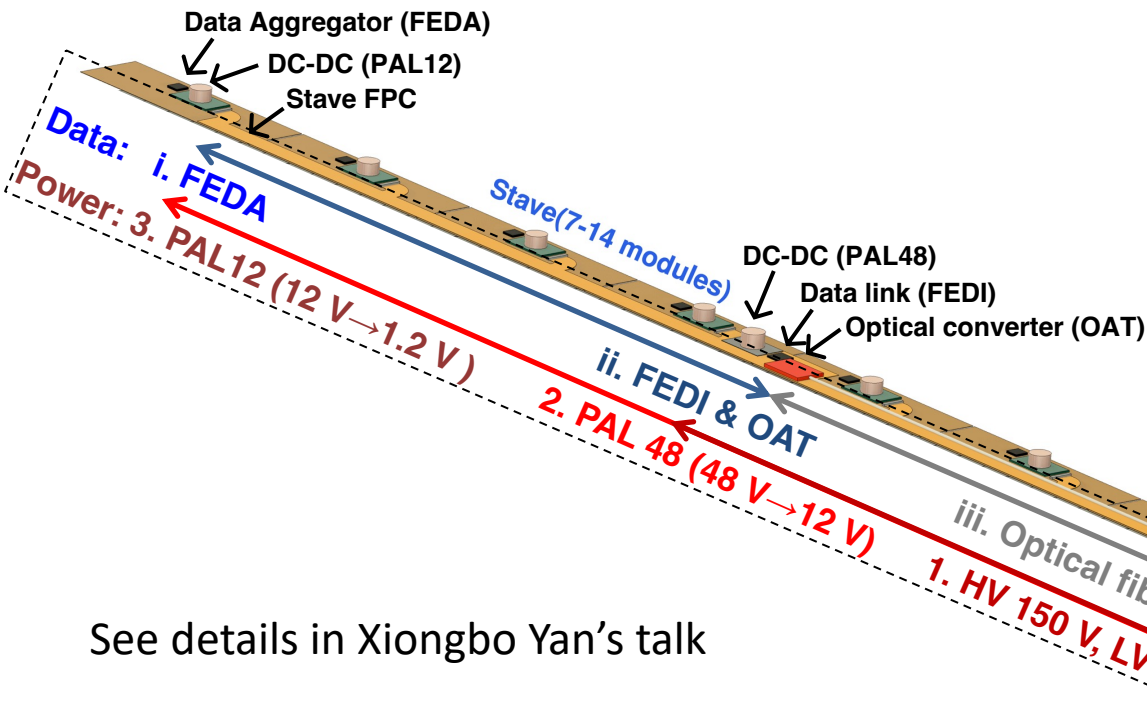 Data Aggregator (FEDA)
DC-DC (PAL12)
Stave FPC
Data: i. FEDA
Power: 3. PAL12 (12 V→1.2 V )
Stave(7-14 modules)
DC-DC (PAL48)
Data link (FEDI)
Optical converter (OAT)
ii. FEDI & OAT
2. PAL 48 (48 V→12 V)
iii. Optical
1. HV 150 V,
See details in Xiongbo Yan’s talk